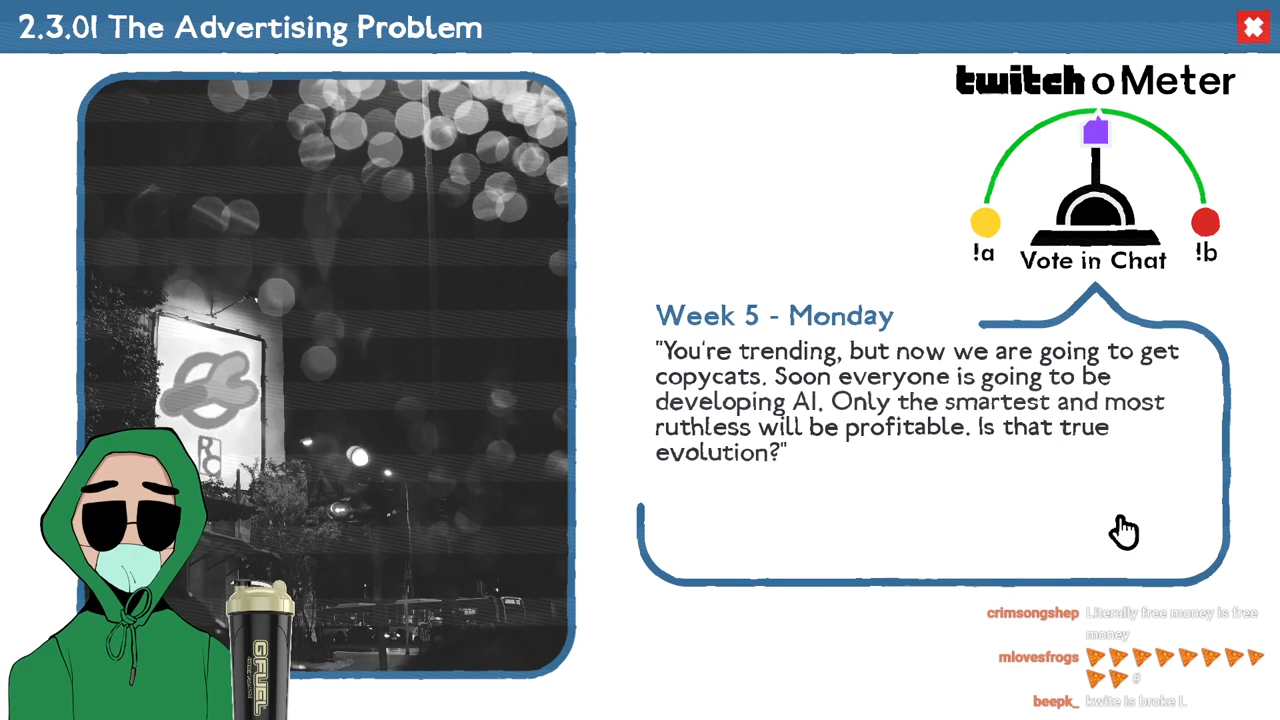 2.3.01 The Advertising Problem
twitch o Meter
!a
Vote in Chat
!b
Week 5 - Monday
"You're trending, but now we are going to get
copycats. Soon everyone is going to be
developing AI. Only the smartest and most
ruthless will be profitable. Is that true
evolution?"
GFUEL
crimsongshep Literally free money is free
money
mlovesfrogs
#
beepk_ kwite is broke L